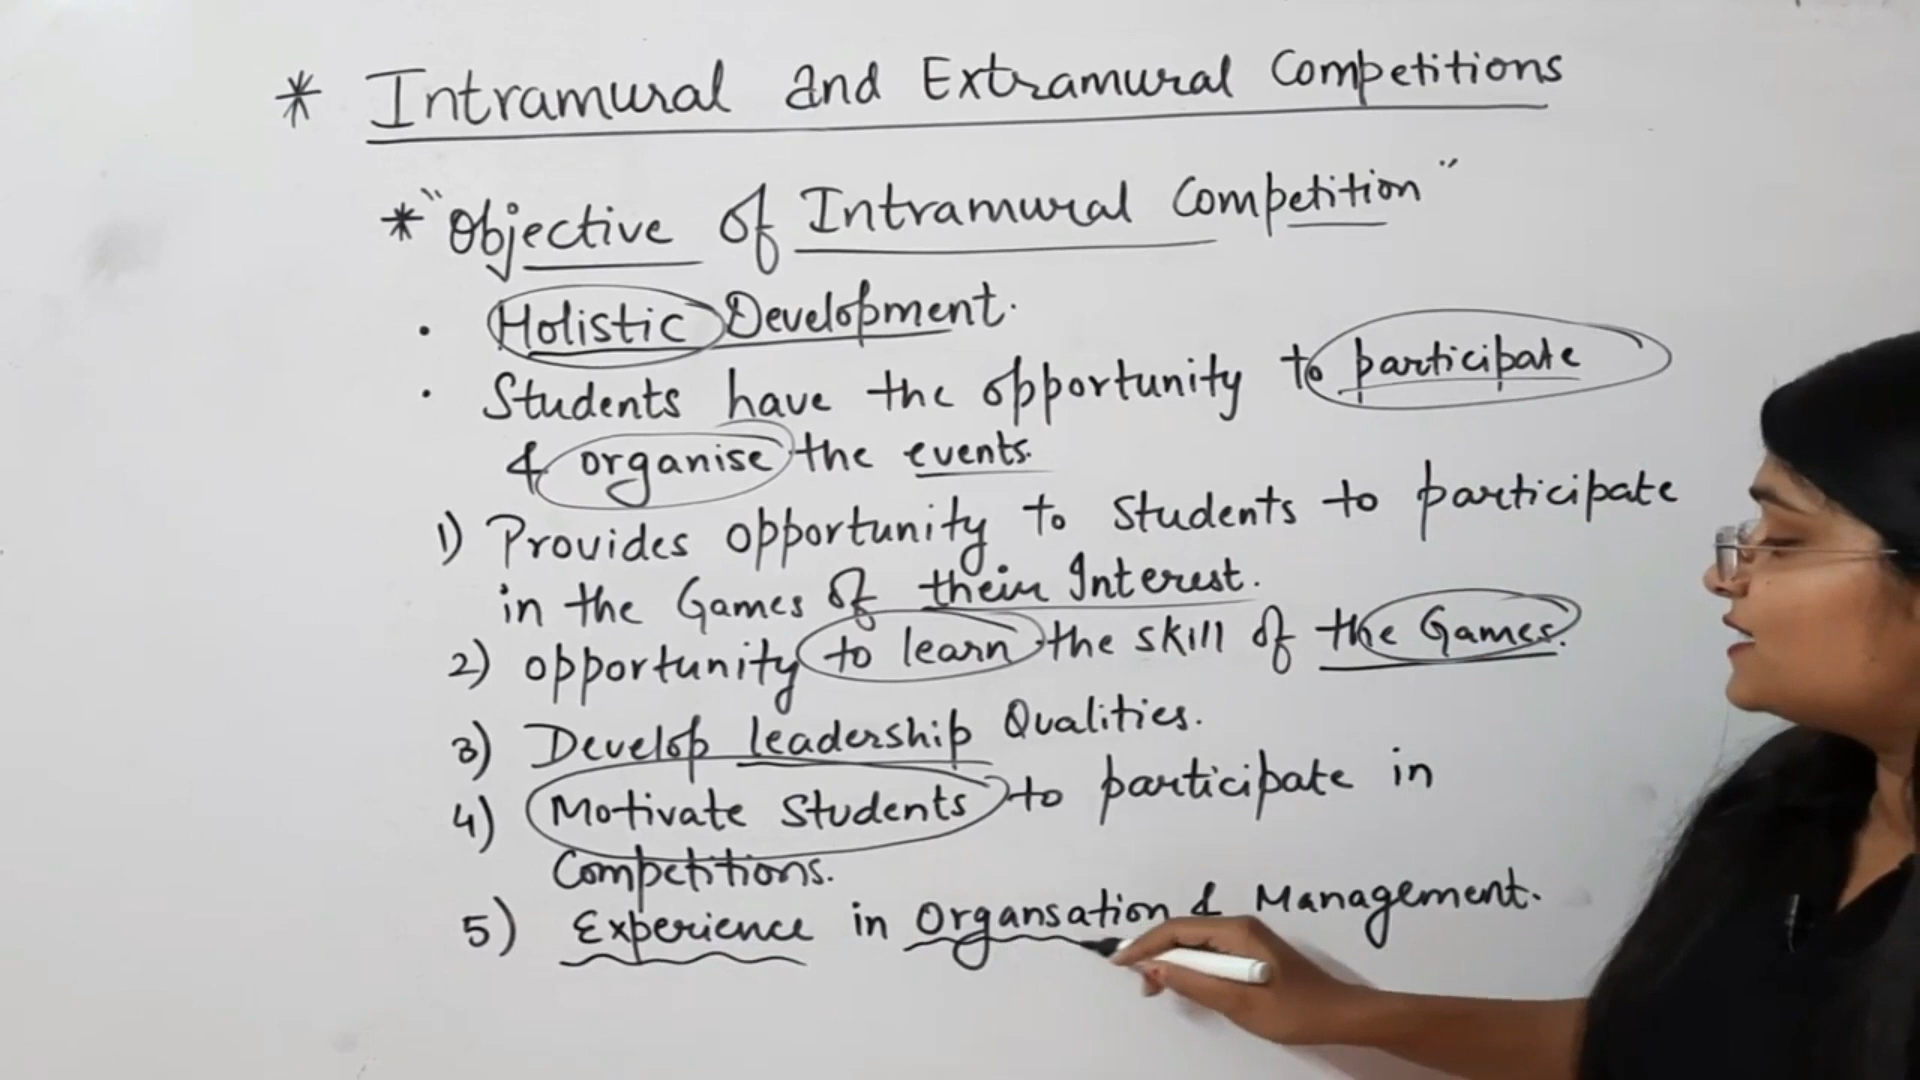 * Intramural and Extramural Competitions
* "Objective of Intramural Competition"
· Holistic Development.
· Students have the opportunity to participate
& organise the events.
1) Provides opportunity to Students to participate
in the Games of their Interest.
2) opportunity to learn the skill of the Games.
3) Develop leadership Qualities.
4) Motivate Students to participate in
Competitions.
5) Experience in Organsation & Management.